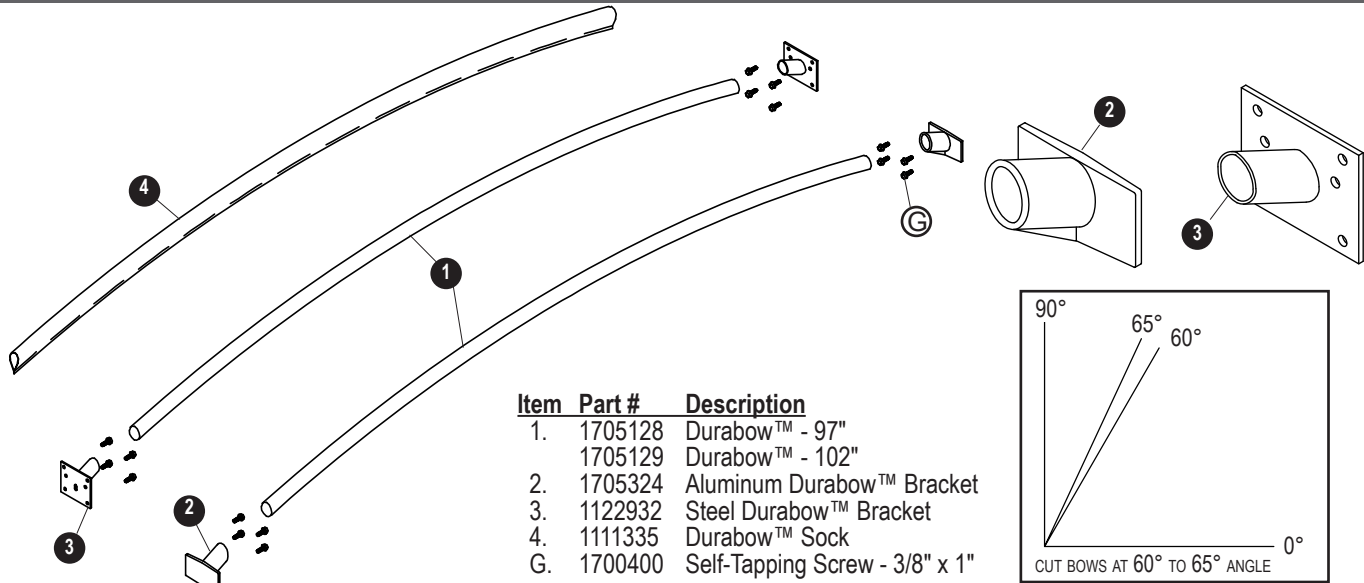 4
1
2
3
G
90°
65°
60°
0°
CUT BOWS AT 60° TO 65° ANGLE
3
2
Item Part # Description
1. 1705128 Durabow™ - 97"
1705129 Durabow™ - 102"
2. 1705324 Aluminum Durabow™ Bracket
3. 1122932 Steel Durabow™ Bracket
4. 1111335 Durabow™ Sock
G. 1700400 Self-Tapping Screw - 3/8" x 1"